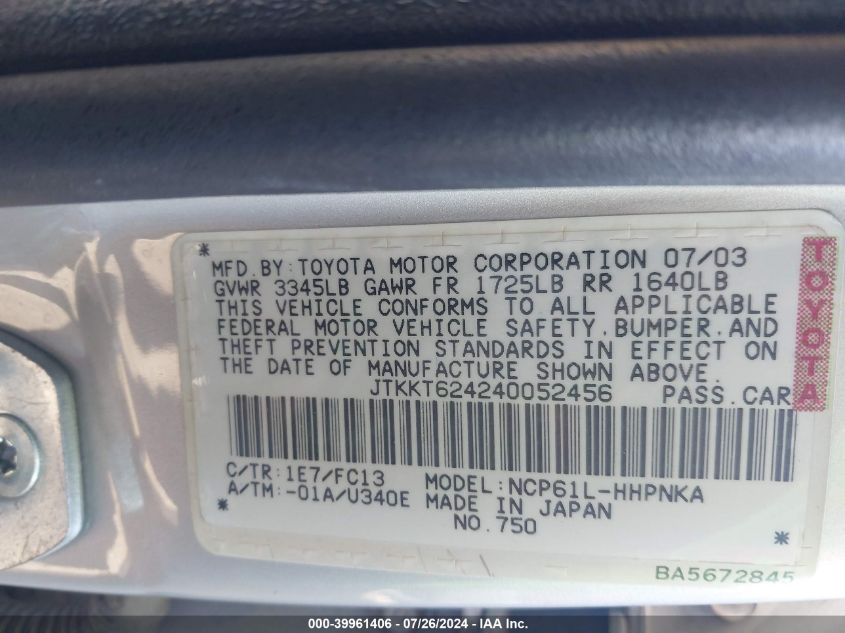 * MFD.BY:TOYOTA MOTOR CORPORATION 07/03
GVWR 3345LB GAWR FR 1725LB RR 1640LB
THIS VEHICLE CONFORMS TO ALL APPLICABLE
FEDERAL MOTOR VEHICLE SAFETY,BUMPER,AND
THEFT PREVENTION STANDARDS IN EFFECT ON
THE DATE OF MANUFACTURE SHOWN ABOVE.
JTKKT624240052456 PASS.CAR
TOYOTA
C/TR:1E7/FC13 MODEL:NCP61L-HHPNKA
A/TM:-01A/U340E MADE IN JAPAN
* NO.750 *
BA5672845
000-39961406 - 07/26/2024 - IAA Inc.